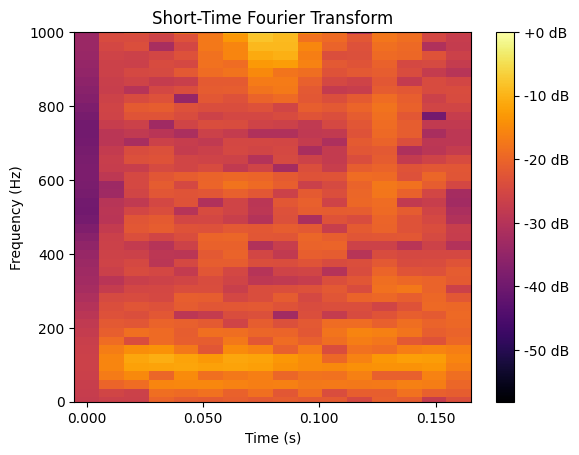 Short-Time Fourier Transform
1000
800
600
400
200
0
Frequency (Hz)
0.000
0.050
0.100
0.150
Time (s)
+0 dB
-10 dB
-20 dB
-30 dB
-40 dB
-50 dB